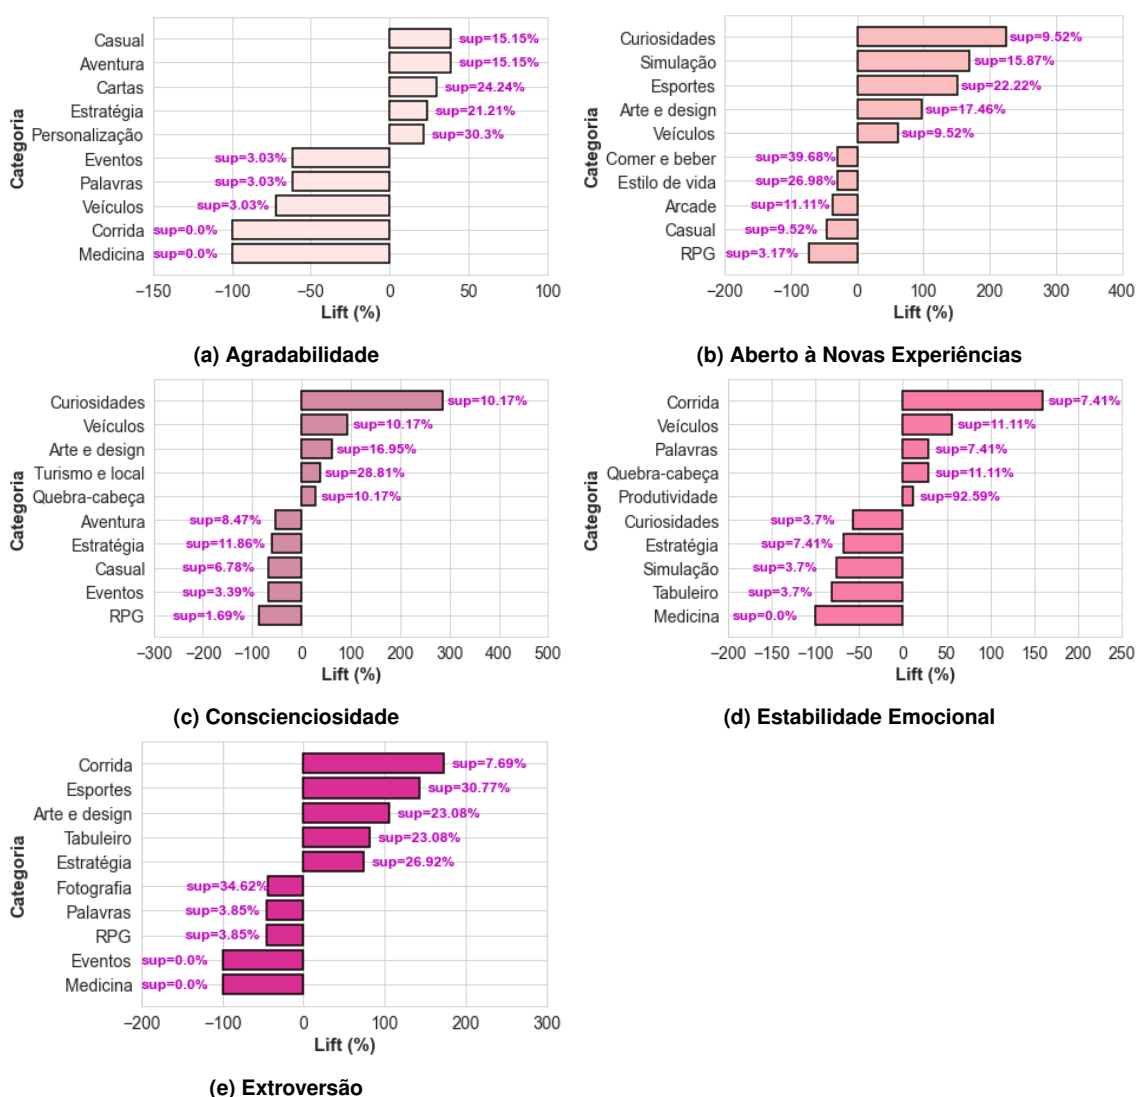 Categoria
Casual sup=15.15%
Aventura sup=15.15%
Cartas sup=24.24%
Estratégia sup=21.21%
Personalização sup=30.3%
Eventos sup=3.03%
Palavras sup=3.03%
Veículos sup=3.03%
Corrida sup=0.0%
Medicina sup=0.0%
−150 −100 −50 0 50 100
Lift (%)
(a) Agradabilidade
Categoria
Curiosidades sup=9.52%
Simulação sup=15.87%
Esportes sup=22.22%
Arte e design sup=17.46%
Veículos sup=9.52%
Comer e beber sup=39.68%
Estilo de vida sup=26.98%
Arcade sup=11.11%
Casual sup=9.52%
RPG sup=3.17%
−200 −100 0 100 200 300 400
Lift (%)
(b) Aberto à Novas Experiências
Categoria
Curiosidades sup=10.17%
Veículos sup=10.17%
Arte e design sup=16.95%
Turismo e local sup=28.81%
Quebra-cabeça sup=10.17%
Aventura sup=8.47%
Estratégia sup=11.86%
Casual sup=6.78%
Eventos sup=3.39%
RPG sup=1.69%
−300 −200 −100 0 100 200 300 400 500
Lift (%)
(c) Conscienciosidade
Categoria
Corrida sup=7.41%
Veículos sup=11.11%
Palavras sup=7.41%
Quebra-cabeça sup=11.11%
Produtividade sup=92.59%
Curiosidades sup=3.7%
Estratégia sup=7.41%
Simulação sup=3.7%
Tabuleiro sup=3.7%
Medicina sup=0.0%
−200 −150 −100 −50 0 50 100 150 200 250
Lift (%)
(d) Estabilidade Emocional
Categoria
Corrida sup=7.69%
Esportes sup=30.77%
Arte e design sup=23.08%
Tabuleiro sup=23.08%
Estratégia sup=26.92%
Fotografia sup=34.62%
Palavras sup=3.85%
RPG sup=3.85%
Eventos sup=0.0%
Medicina sup=0.0%
−200 −100 0 100 200 300
Lift (%)
(e) Extroversão